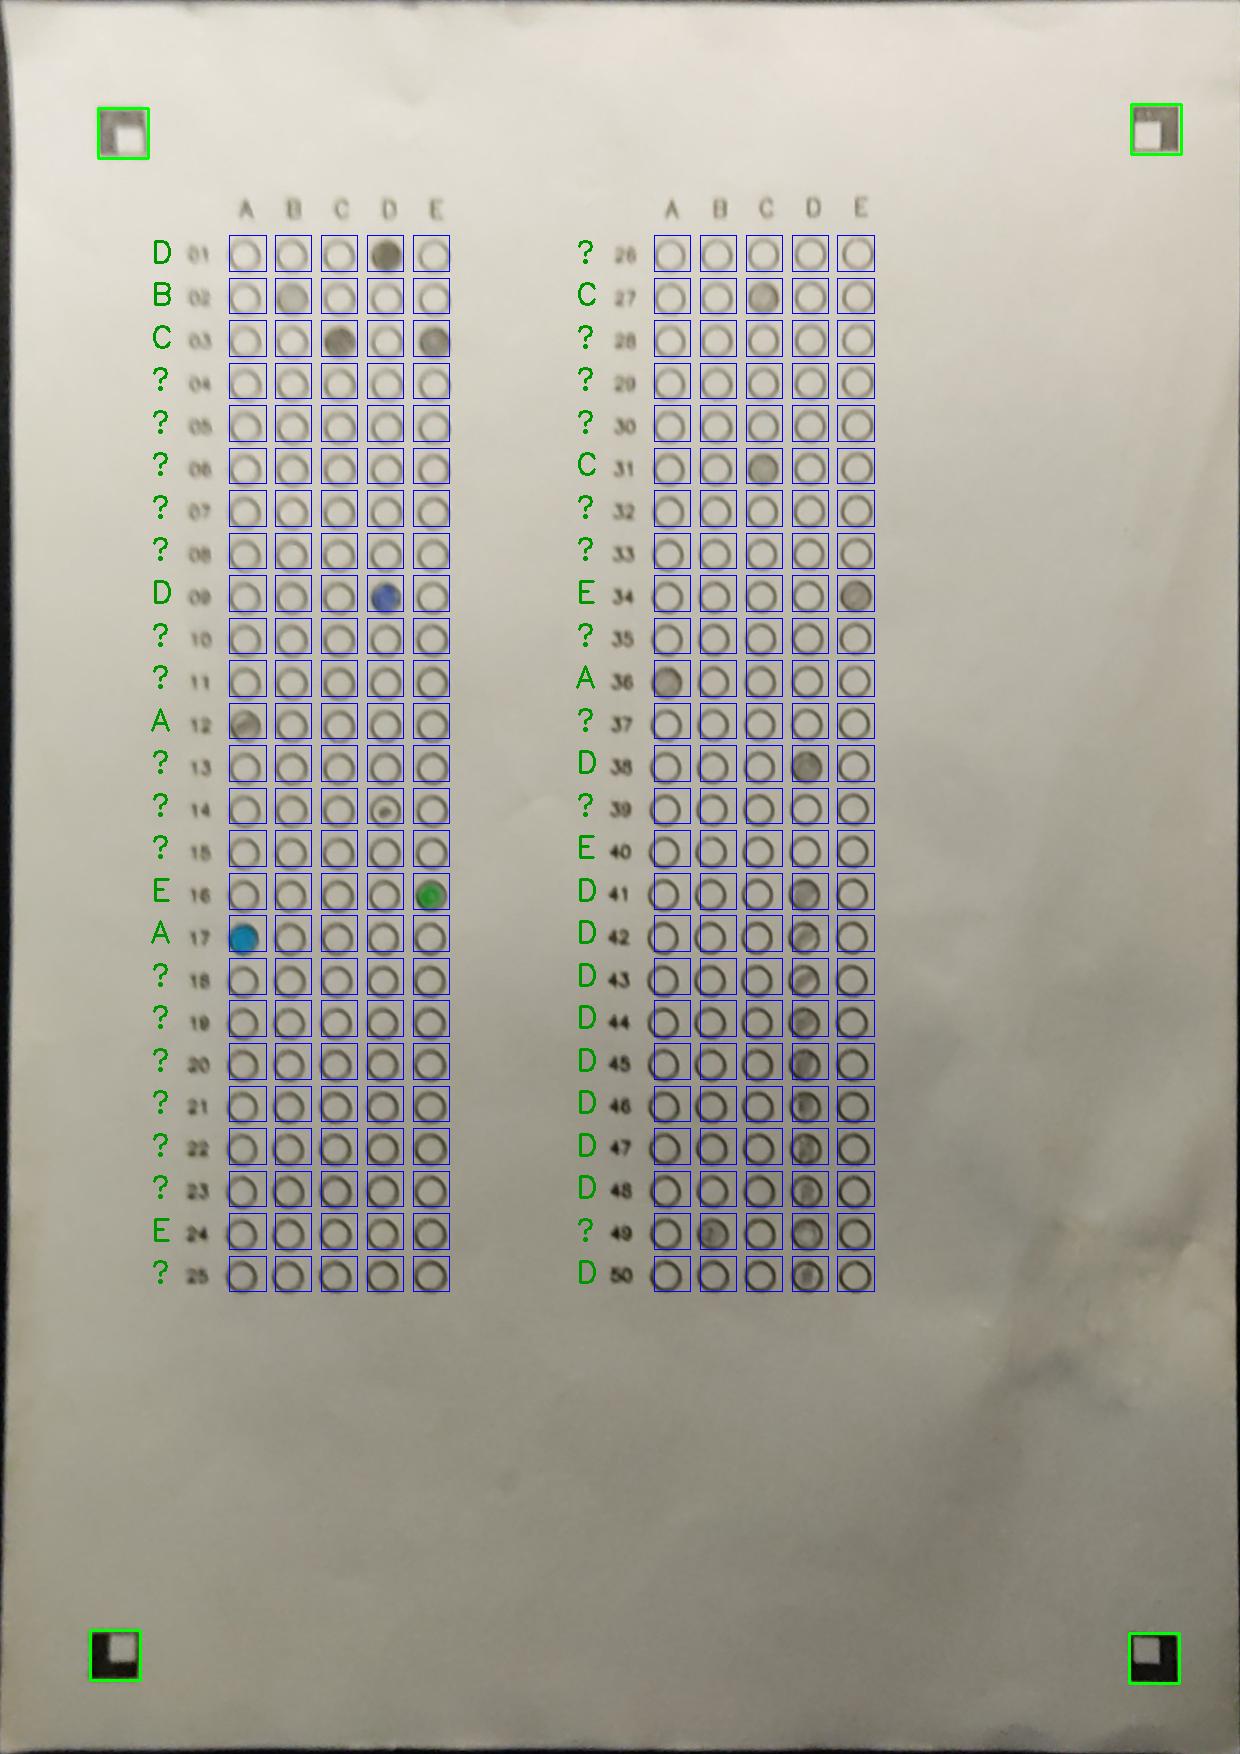 A B C D E
D 01
B 02
C 03
? 04
? 05
? 06
? 07
? 08
D 09
? 10
? 11
A 12
? 13
? 14
? 15
E 16
A 17
? 18
? 19
? 20
? 21
? 22
? 23
E 24
? 25
A B C D E
? 26
C 27
? 28
? 29
? 30
C 31
? 32
? 33
E 34
? 35
A 36
? 37
D 38
? 39
E 40
D 41
D 42
D 43
D 44
D 45
D 46
D 47
D 48
? 49
D 50